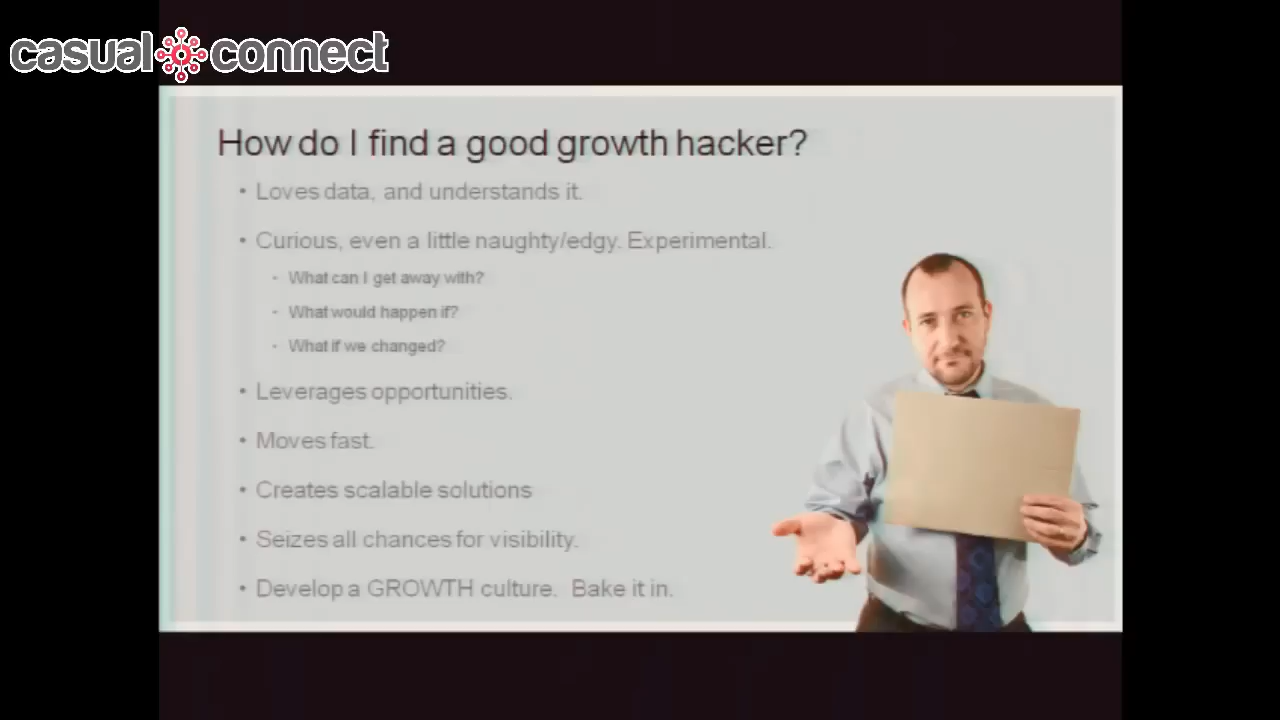 casual connect
How do I find a good growth hacker?
• Loves data, and understands it.
• Curious, even a little naughty/edgy. Experimental.
- What can I get away with?
- What would happen if?
- What if we changed?
• Leverages opportunities.
• Moves fast.
• Creates scalable solutions
• Seizes all chances for visibility.
• Develop a GROWTH culture. Bake it in.